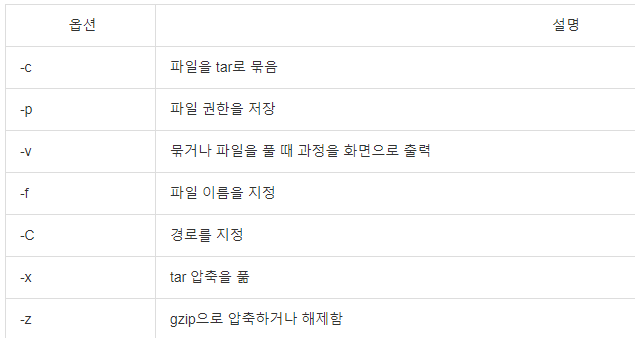 옵션 설명
-c 파일을 tar로 묶음
-p 파일 권한을 저장
-v 묶거나 파일을 풀 때 과정을 화면으로 출력
-f 파일 이름을 지정
-C 경로를 지정
-x tar 압축을 풂
-z gzip으로 압축하거나 해제함